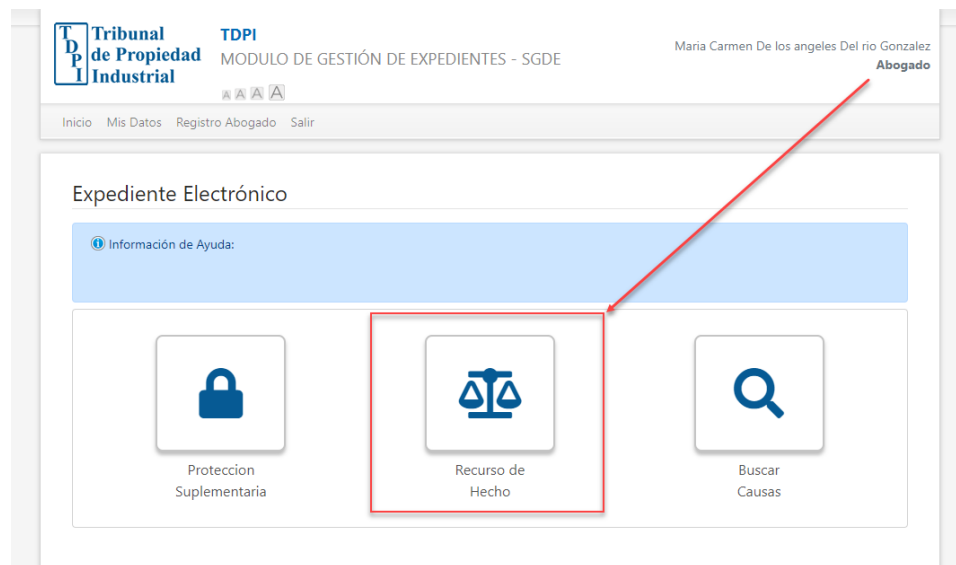 Tribunal
de Propiedad
Industrial
TDPI
TDPI
MODULO DE GESTIÓN DE EXPEDIENTES - SGDE
A A A A
Maria Carmen De los angeles Del rio Gonzalez
Abogado
Inicio Mis Datos Registro Abogado Salir
Expediente Electrónico
Información de Ayuda:
Proteccion
Suplementaria
Recurso de
Hecho
Buscar
Causas